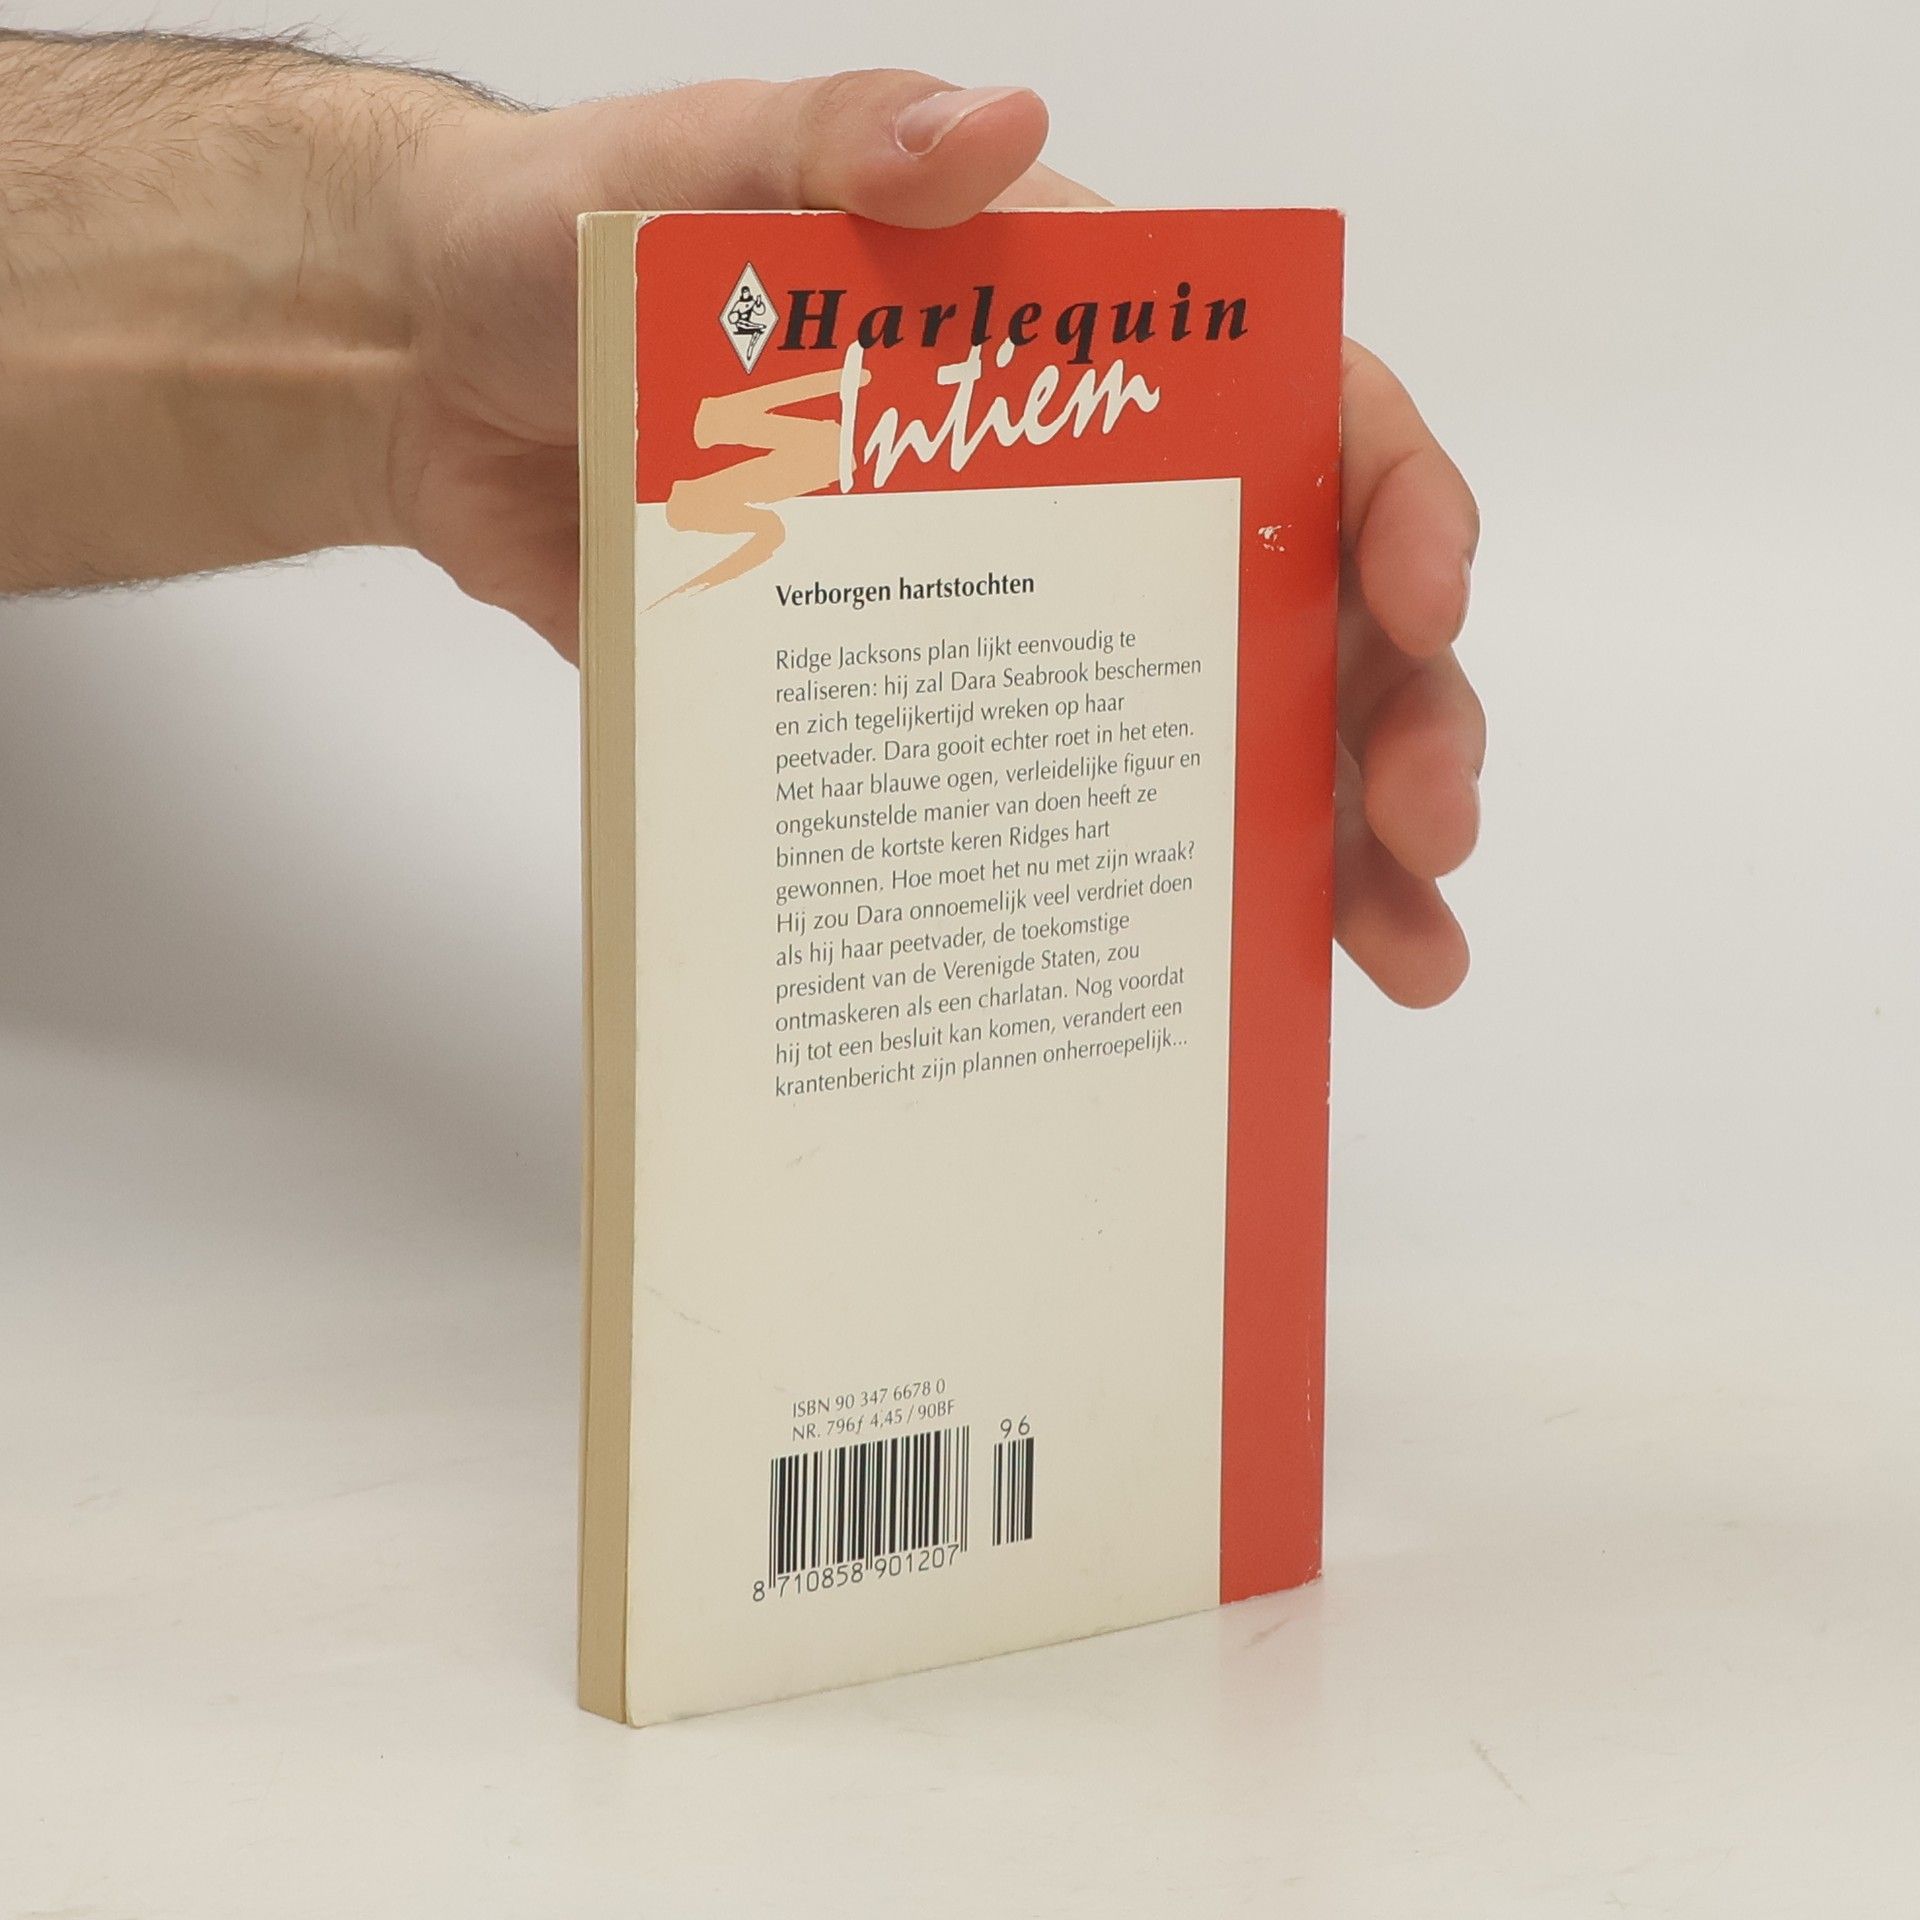 Harlequin
Intiem
Verborgen hartstochten
Ridge Jacksons plan lijkt eenvoudig te
realiseren: hij zal Dara Seabrook beschermen
en zich tegelijkertijd wreken op haar
peetvader. Dara gooit echter roet in het eten.
Met haar blauwe ogen, verleidelijke figuur en
ongekunstelde manier van doen heeft ze
binnen de kortste keren Ridges hart
gewonnen. Hoe moet het nu met zijn wraak?
Hij zou Dara onnoemelijk veel verdriet doen
als hij haar peetvader, de toekomstige
president van de Verenigde Staten, zou
ontmaskeren als een charlatan. Nog voordat
hij tot een besluit kan komen, verandert een
krantenbericht zijn plannen onherroepelijk...
ISBN 90 347 6678 0
NR. 796 ƒ 4,45 / 90BF
96
8 710858 901207